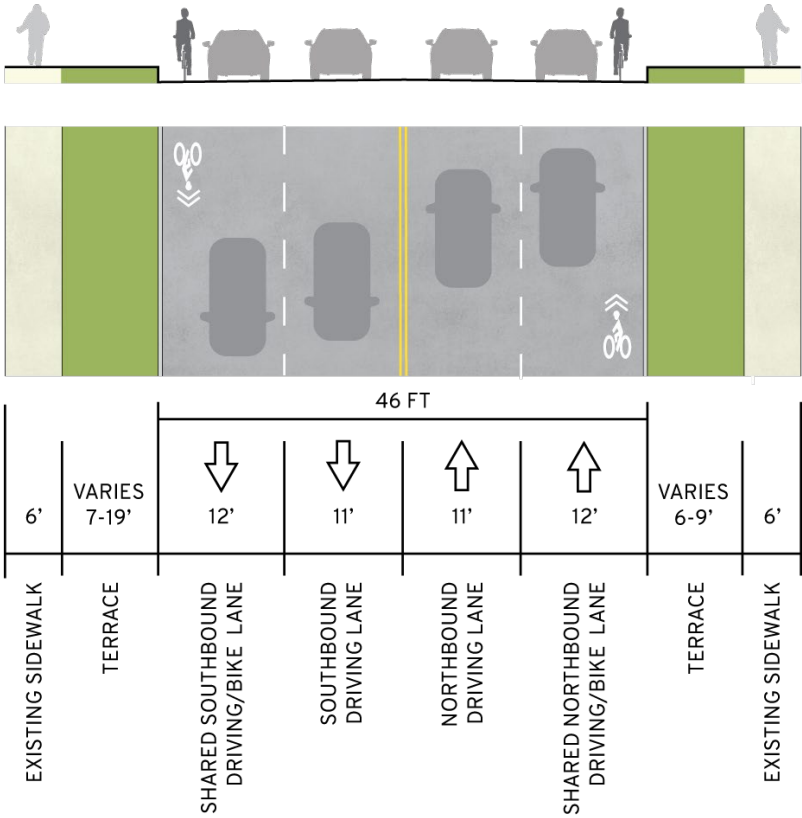 46 FT
6’
VARIES
7-19’
12’
11’
11’
12’
VARIES
6-9’
6’
EXISTING SIDEWALK
TERRACE
SHARED SOUTHBOUND
DRIVING/BIKE LANE
SOUTHBOUND
DRIVING LANE
NORTHBOUND
DRIVING LANE
SHARED NORTHBOUND
DRIVING/BIKE LANE
TERRACE
EXISTING SIDEWALK